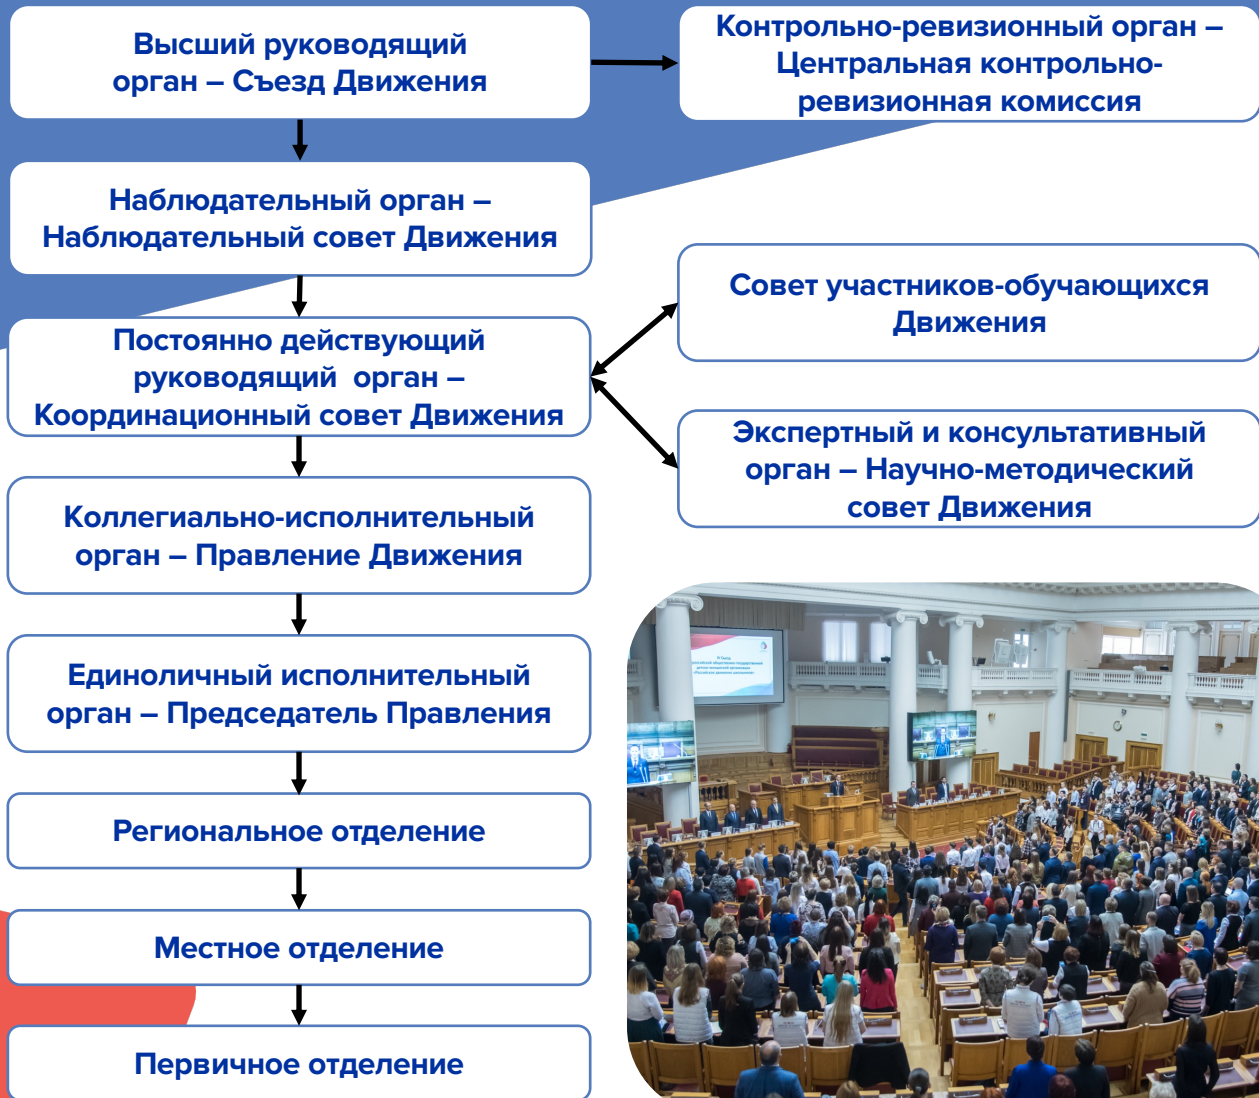 Высший руководящий
орган – Съезд Движения
Контрольно-ревизионный орган –
Центральная контрольно-
ревизионная комиссия
Наблюдательный орган –
Наблюдательный совет Движения
Постоянно действующий
руководящий орган –
Координационный совет Движения
Совет участников-обучающихся
Движения
Экспертный и консультативный
орган – Научно-методический
совет Движения
Коллегиально-исполнительный
орган – Правление Движения
Единоличный исполнительный
орган – Председатель Правления
Региональное отделение
Местное отделение
Первичное отделение